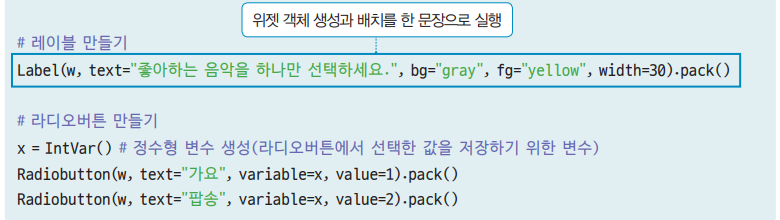 위젯 객체 생성과 배치를 한 문장으로 실행
# 레이블 만들기
Label(w, text="좋아하는 음악을 하나만 선택하세요.", bg="gray", fg="yellow", width=30).pack()
# 라디오버튼 만들기
x = IntVar() # 정수형 변수 생성(라디오버튼에서 선택한 값을 저장하기 위한 변수)
Radiobutton(w, text="가요", variable=x, value=1).pack()
Radiobutton(w, text="팝송", variable=x, value=2).pack()